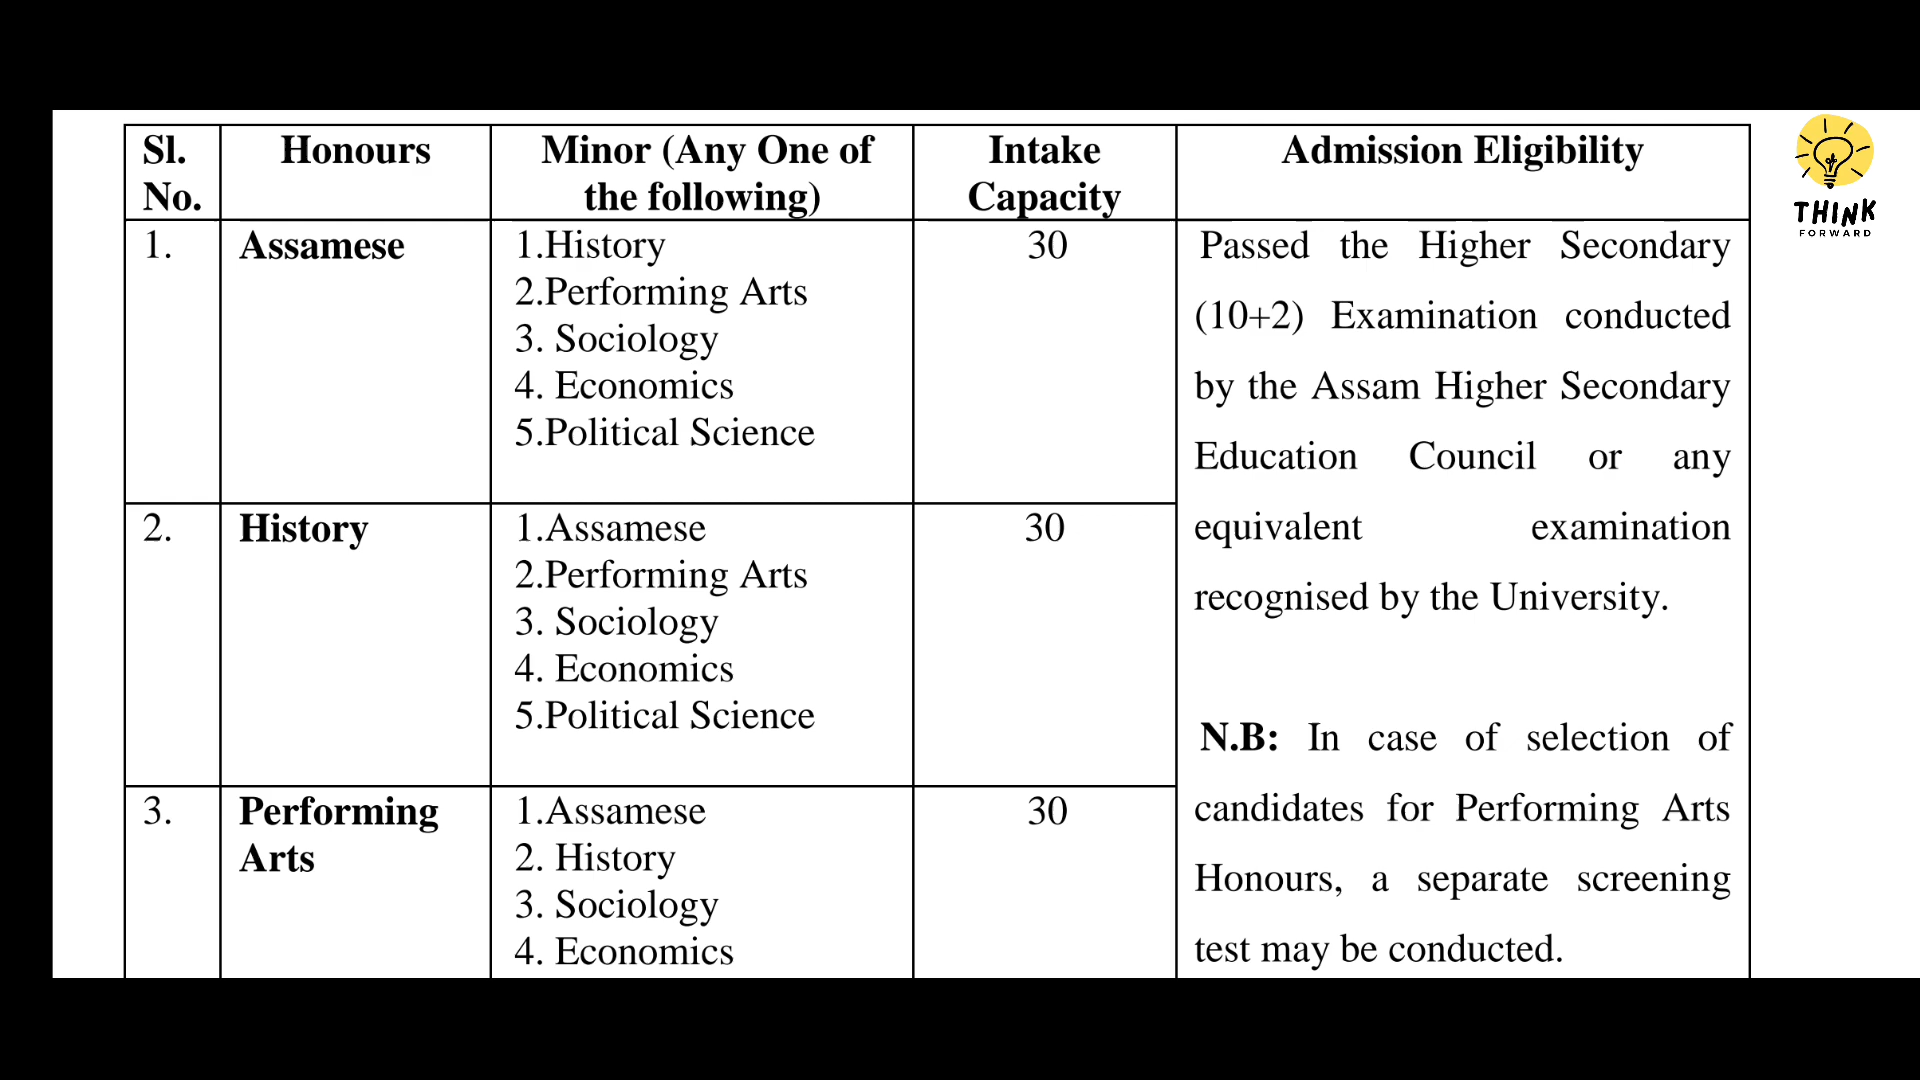 Sl. No.
Honours
Minor (Any One of
the following)
Intake
Capacity
Admission Eligibility
1.
Assamese
1.History
2.Performing Arts
3. Sociology
4. Economics
5.Political Science
30
Passed the Higher Secondary
(10+2) Examination conducted
by the Assam Higher Secondary
Education Council or any
equivalent examination
recognised by the University.
N.B: In case of selection of
candidates for Performing Arts
Honours, a separate screening
test may be conducted.
2.
History
1.Assamese
2.Performing Arts
3. Sociology
4. Economics
5.Political Science
30
3.
Performing
Arts
1.Assamese
2. History
3. Sociology
4. Economics
30
THINK
FORWARD